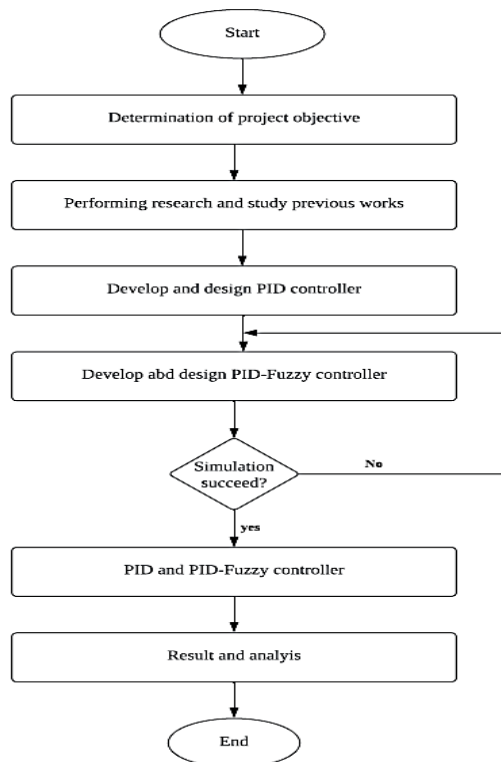 Start
Determination of project objective
Performing research and study previous works
Develop and design PID controller
Develop abd design PID-Fuzzy controller
Simulation
succeed?
No
yes
PID and PID-Fuzzy controller
Result and analyis
End